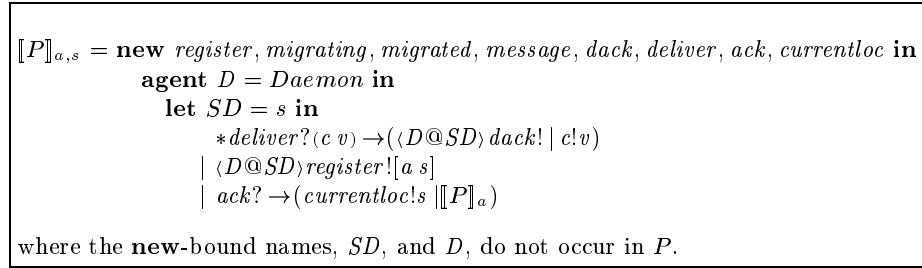 ⟦P⟧a,s = new register, migrating, migrated, message, dack, deliver, ack, currentloc in
agent D = Daemon in
let SD = s in
*deliver?(c v)→(⟨D@SD⟩dack! | c!v)
| ⟨D@SD⟩register![a s]
| ack?→(currentloc!s |⟦P⟧a)
where the new-bound names, SD, and D, do not occur in P.